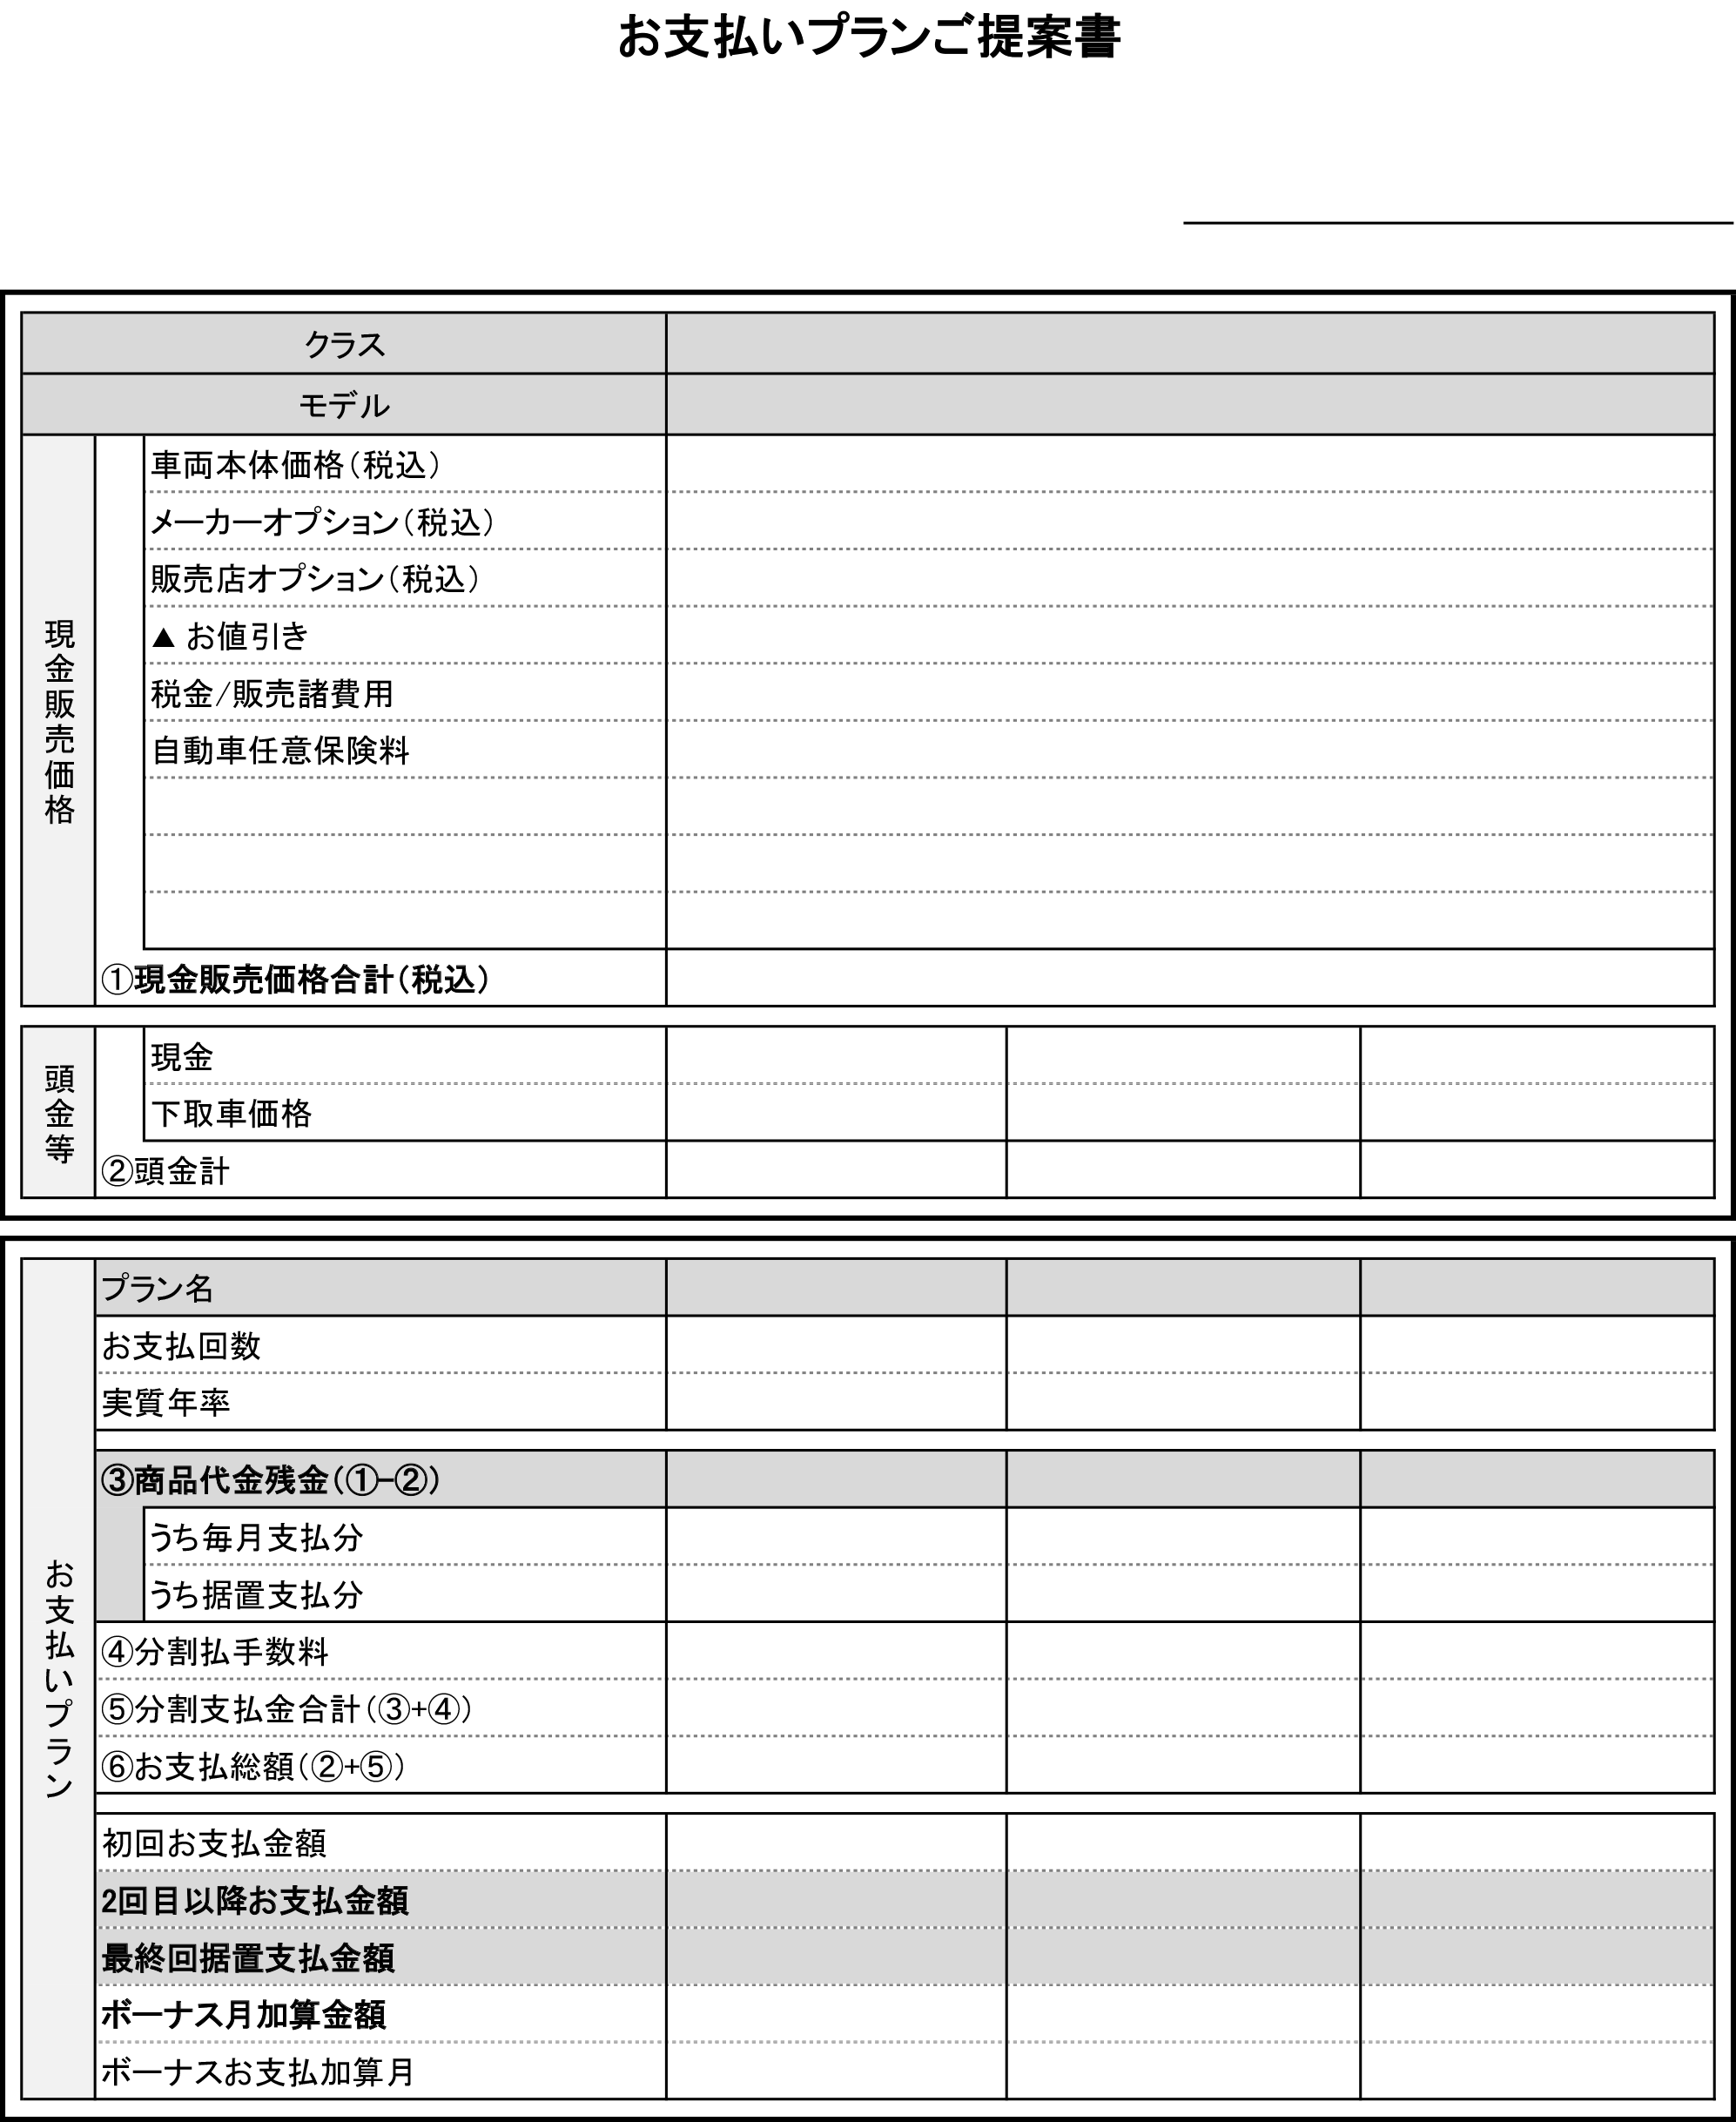 お支払いプランご提案書
クラス
モデル
現金販売価格
車両本体価格（税込）
メーカーオプション（税込）
販売店オプション（税込）
▲ お値引き
税金/販売諸費用
自動車任意保険料
①現金販売価格合計（税込）
頭金等
現金
下取車価格
②頭金計
お支払いプラン
プラン名
お支払回数
実質年率
③商品代金残金（①−②）
うち毎月支払分
うち据置支払分
④分割払手数料
⑤分割支払金合計（③+④）
⑥お支払総額（②+⑤）
初回お支払金額
2回目以降お支払金額
最終回据置支払金額
ボーナス月加算金額
ボーナスお支払加算月